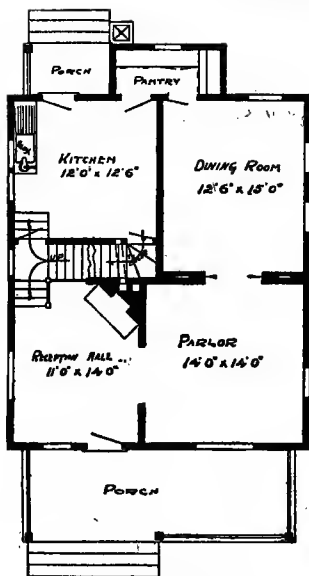 PORCH
PANTRY
KITCHEN
12'0" x 12'6"
DINING ROOM
12'6" x 15'0"
UP
RECEPTION HALL
11'0" x 14'0"
PARLOR
14'0" x 14'0"
PORCH